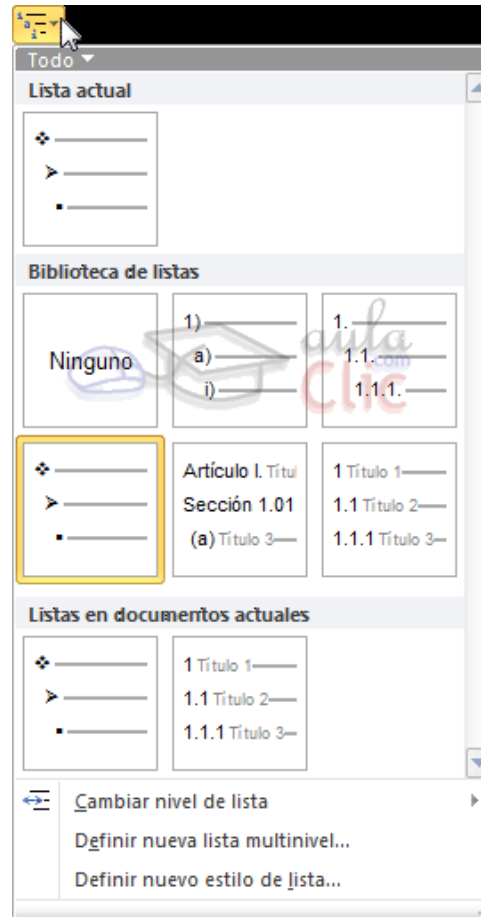 Todo
Lista actual
Biblioteca de listas
Ninguno
1)
a)
i)
1.
1.1.
1.1.1.
aula
Clic
.com
Artículo I. Títul
Sección 1.01
(a) Título 3
1 Título 1
1.1 Título 2
1.1.1 Título 3
Listas en documentos actuales
1 Título 1
1.1 Título 2
1.1.1 Título 3
Cambiar nivel de lista
Definir nueva lista multinivel...
Definir nuevo estilo de lista...